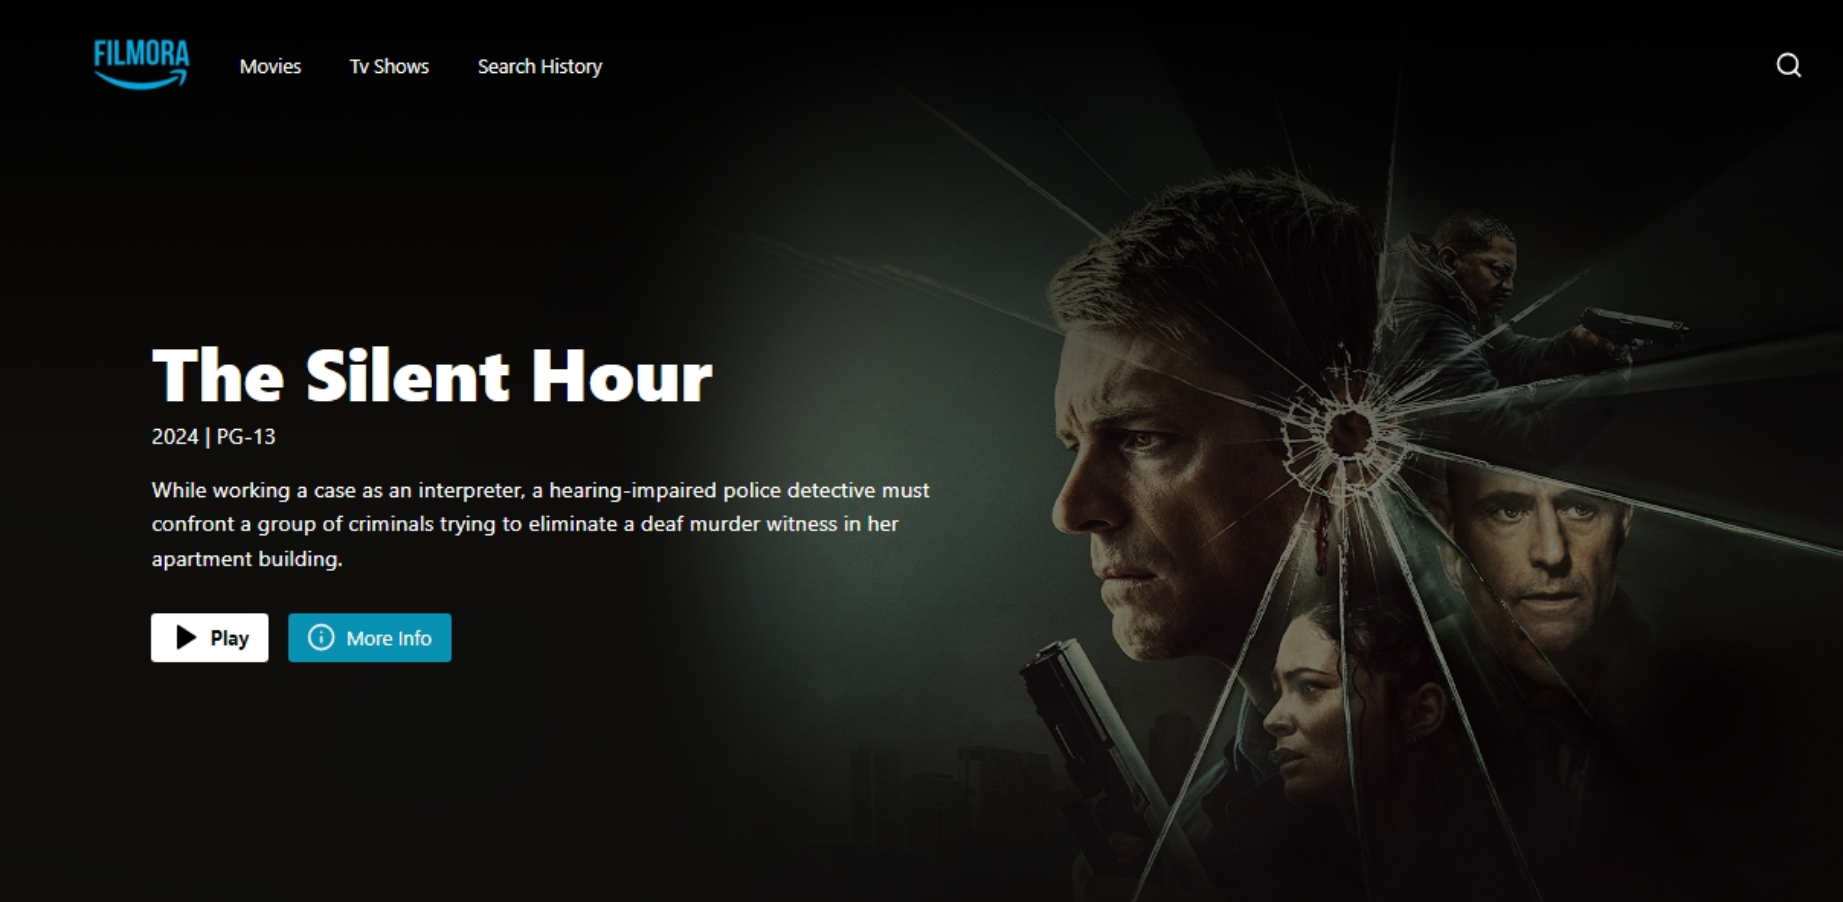 FILMORA
Movies
Tv Shows
Search History
The Silent Hour
2024 | PG-13
While working a case as an interpreter, a hearing-impaired police detective must
confront a group of criminals trying to eliminate a deaf murder witness in her
apartment building.
Play
More Info